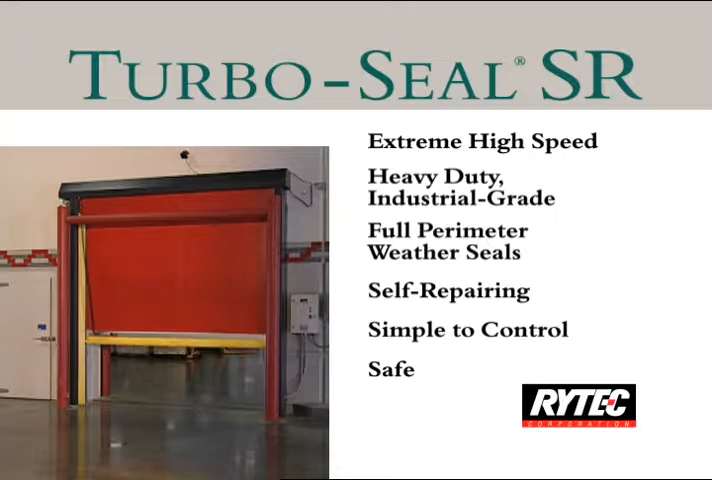 TURBO-SEAL® SR
Extreme High Speed
Heavy Duty,
Industrial-Grade
Full Perimeter
Weather Seals
Self-Repairing
Simple to Control
Safe
RYTEC
CORPORATION